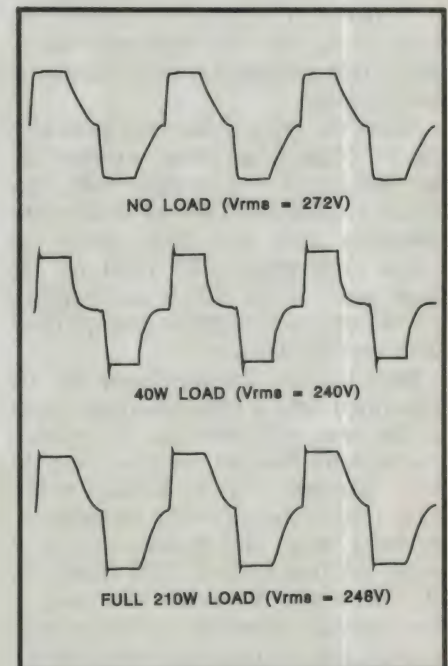 NO LOAD (Vrms = 272V)
40W LOAD (Vrms = 240V)
FULL 210W LOAD (Vrms = 248V)